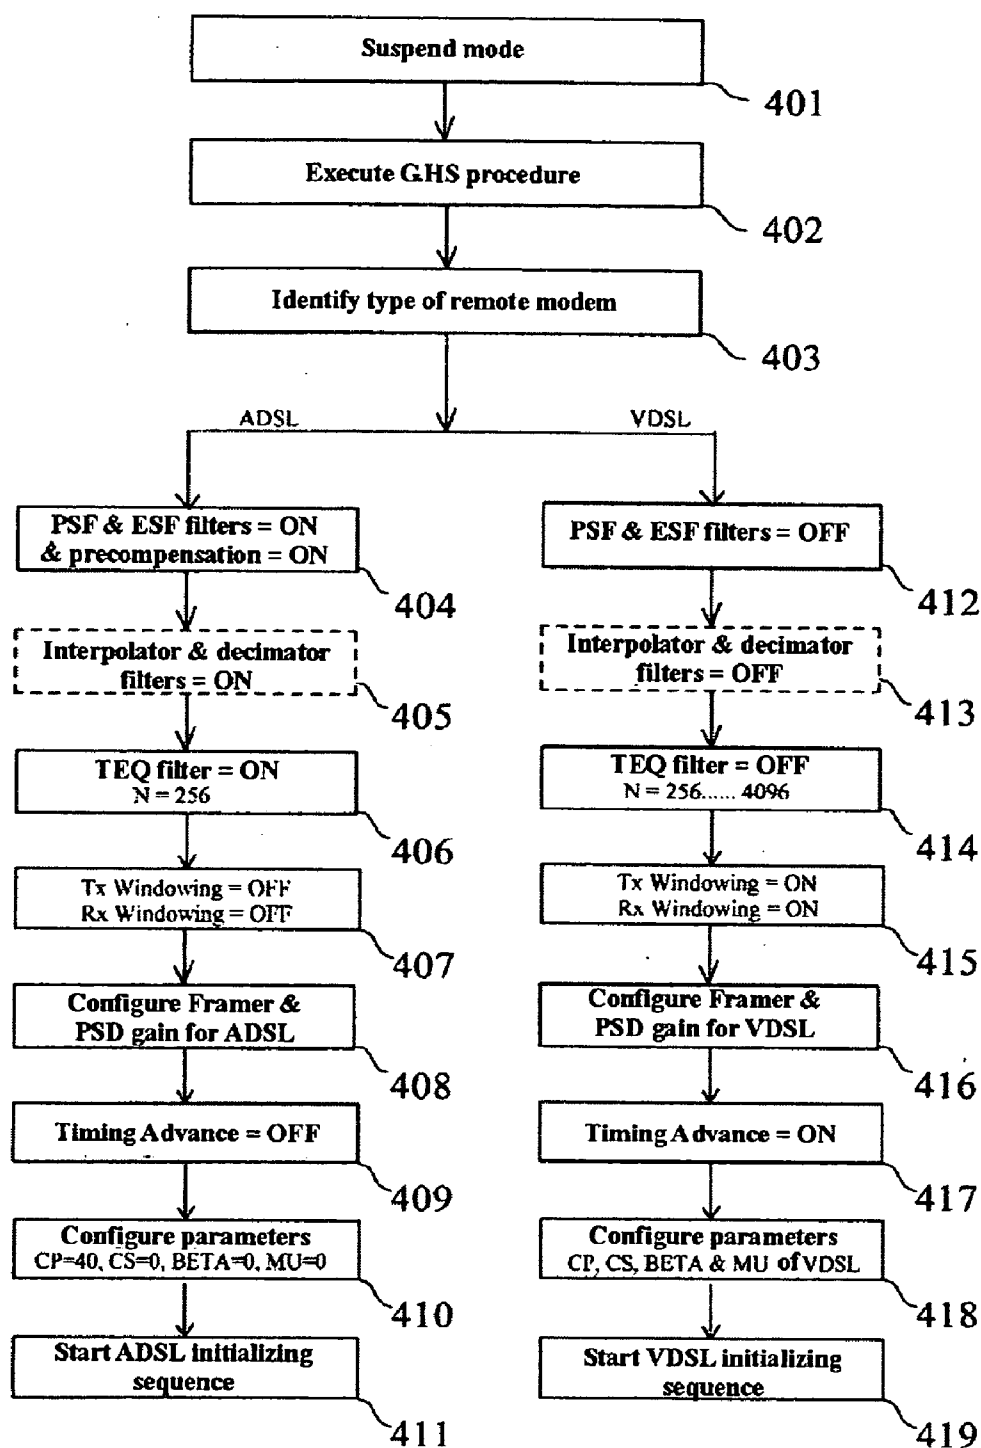 Suspend mode
401
Execute GHS procedure
402
Identify type of remote modem
403
ADSL
VDSL
PSF & ESF filters = ON
& precompensation = ON
404
Interpolator & decimator
filters = ON
405
TEQ filter = ON
N = 256
406
Tx Windowing = OFF
Rx Windowing = OFF
407
Configure Framer &
PSD gain for ADSL
408
Timing Advance = OFF
409
Configure parameters
CP=40, CS=0, BETA=0, MU=0
410
Start ADSL initializing
sequence
411
PSF & ESF filters = OFF
412
Interpolator & decimator
filters = OFF
413
TEQ filter = OFF
N = 256...... 4096
414
Tx Windowing = ON
Rx Windowing = ON
415
Configure Framer &
PSD gain for VDSL
416
Timing Advance = ON
417
Configure parameters
CP, CS, BETA & MU of VDSL
418
Start VDSL initializing
sequence
419